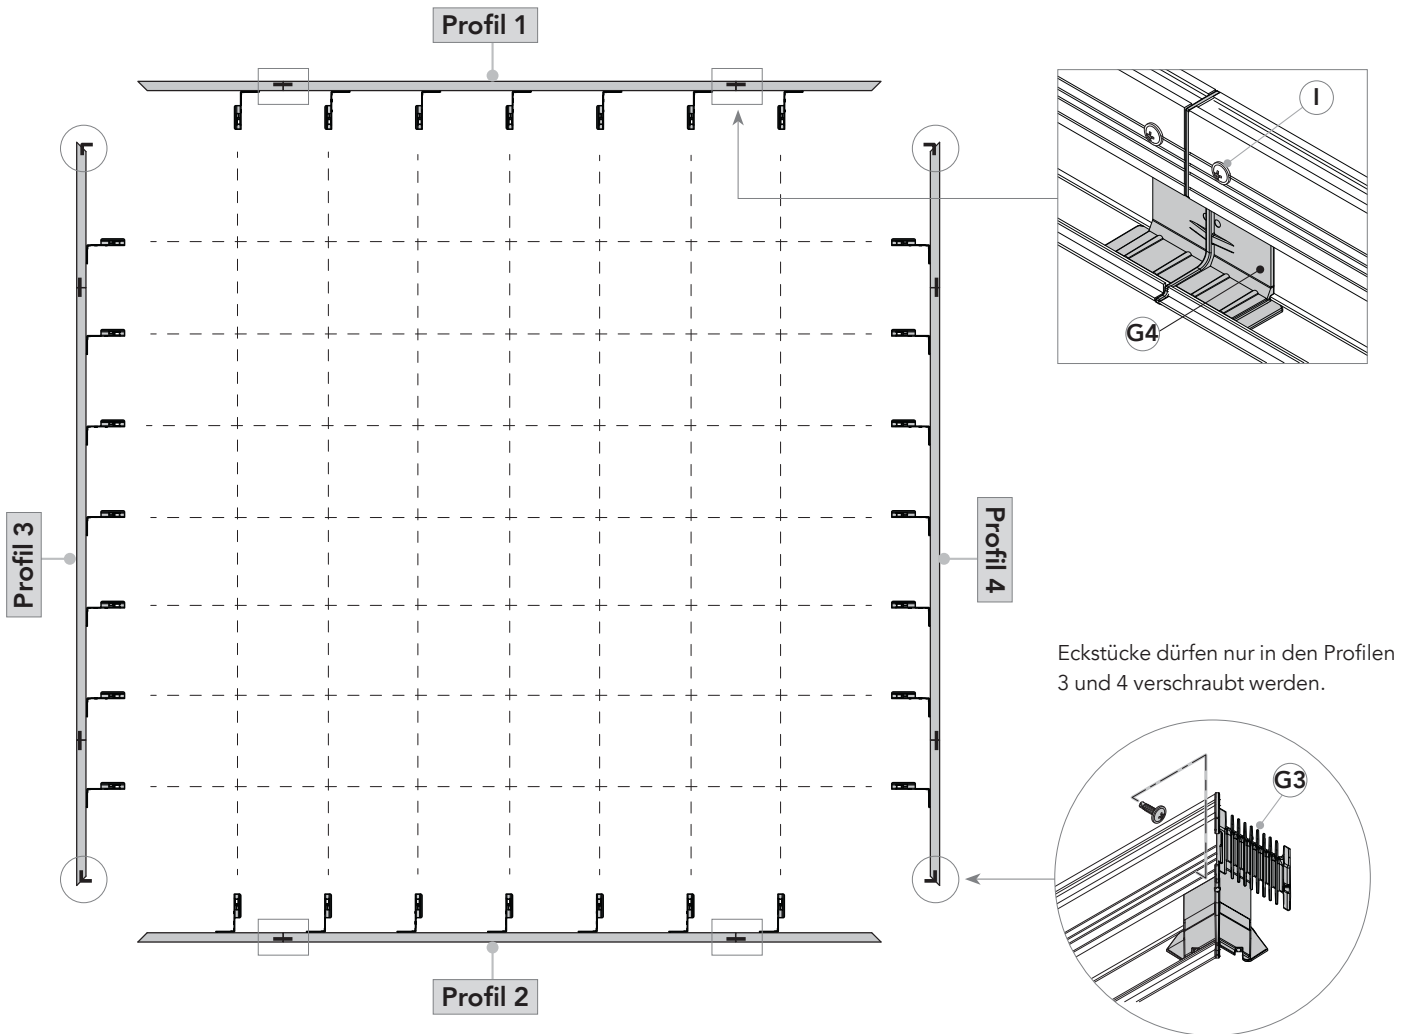 Profil 1
I
G4
Profil 3
Profil 4
Eckstücke dürfen nur in den Profilen
3 und 4 verschraubt werden.
G3
Profil 2